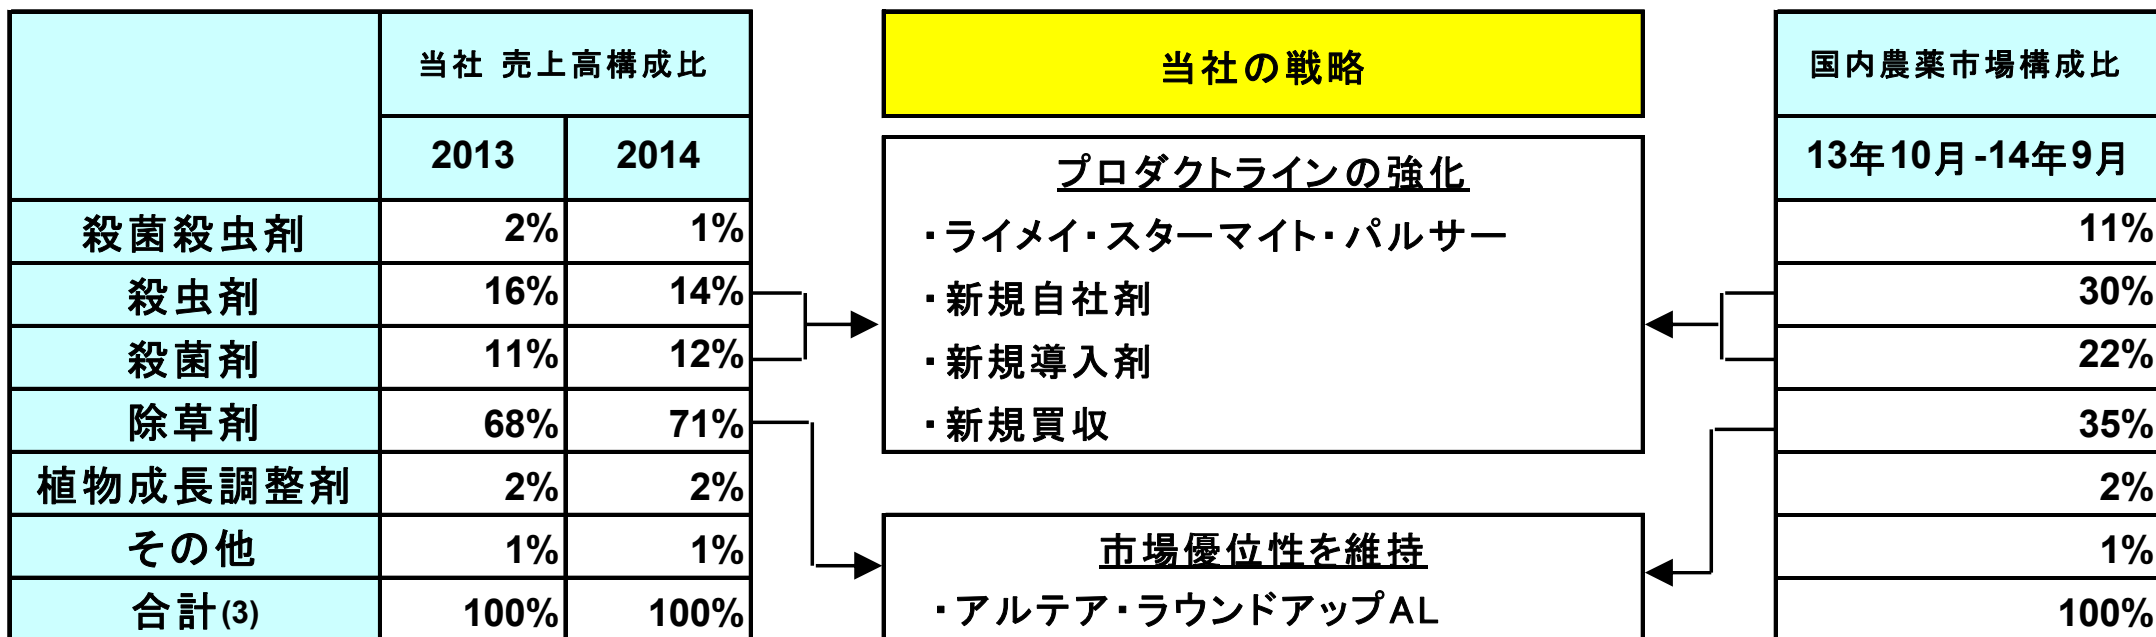 当社 売上高構成比
2013 2014
殺菌殺虫剤 2% 1%
殺虫剤 16% 14%
殺菌剤 11% 12%
除草剤 68% 71%
植物成長調整剤 2% 2%
その他 1% 1%
合計(3) 100% 100%
当社の戦略
プロダクトラインの強化
・ライメイ・スターマイト・パルサー
・新規自社剤
・新規導入剤
・新規買収
市場優位性を維持
・アルテア・ラウンドアップAL
国内農薬市場構成比
13年10月-14年9月
11%
30%
22%
35%
2%
1%
100%